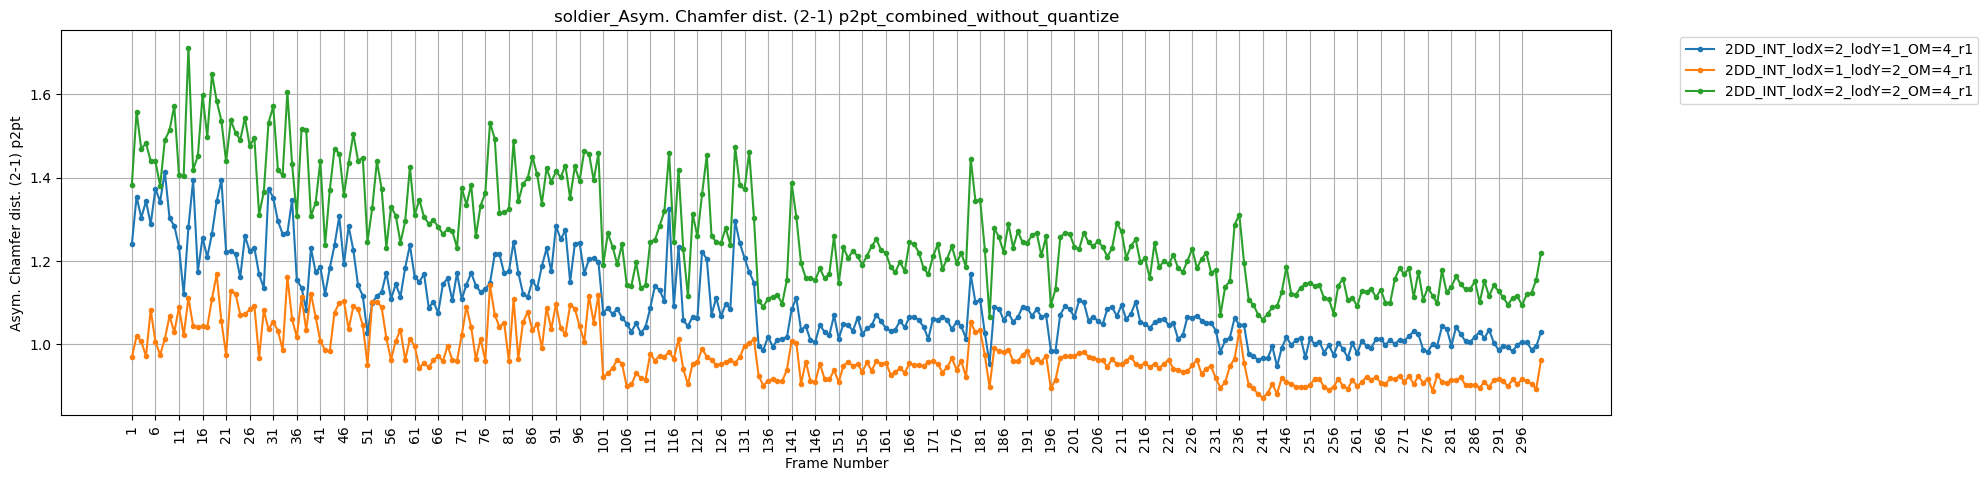 soldier_Asym. Chamfer dist. (2-1) p2pt_combined_without_quantize
Asym. Chamfer dist. (2-1) p2pt
1.6
1.4
1.2
1.0
1 6 11 16 21 26 31 36 41 46 51 56 61 66 71 76 81 86 91 96 101 106 111 116 121 126 131 136 141 146 151 156 161 166 171 176 181 186 191 196 201 206 211 216 221 226 231 236 241 246 251 256 261 266 271 276 281 286 291 296
Frame Number
2DD_INT_lodX=2_lodY=1_OM=4_r1
2DD_INT_lodX=1_lodY=2_OM=4_r1
2DD_INT_lodX=2_lodY=2_OM=4_r1